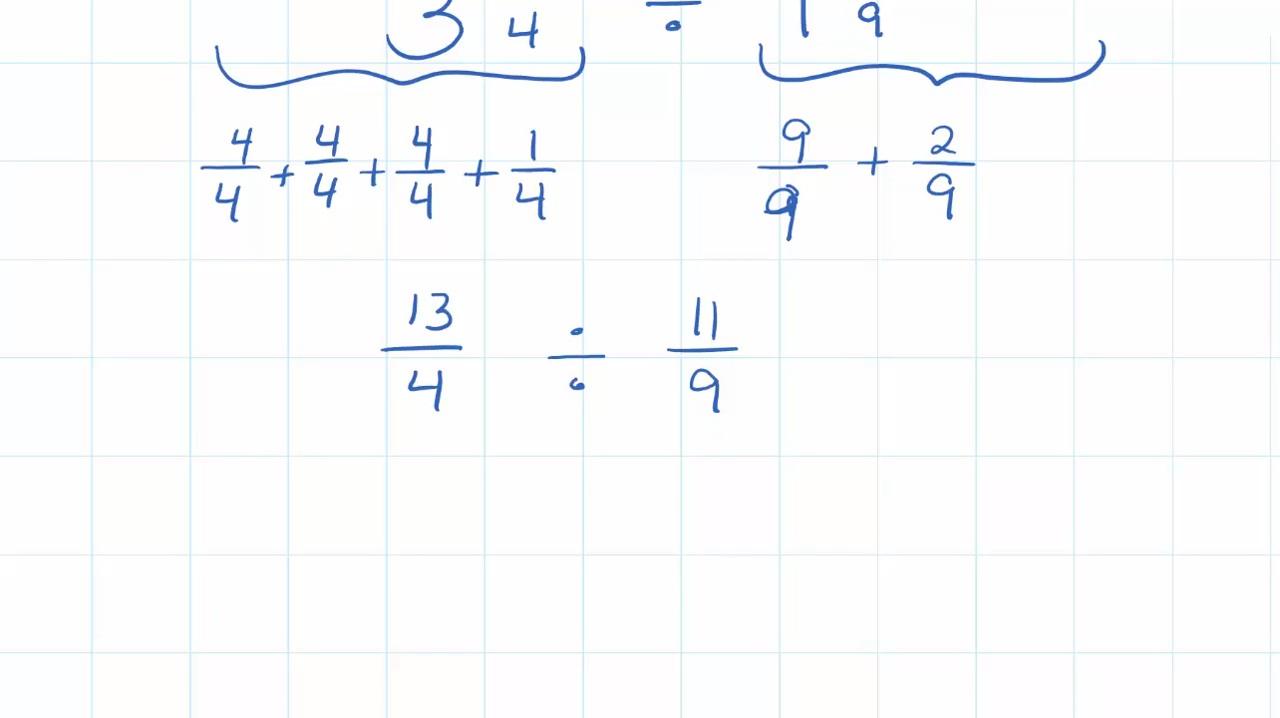 3 4 ÷ 1 9
4/4 + 4/4 + 4/4 + 1/4 9/9 + 2/9
13/4 ÷ 11/9